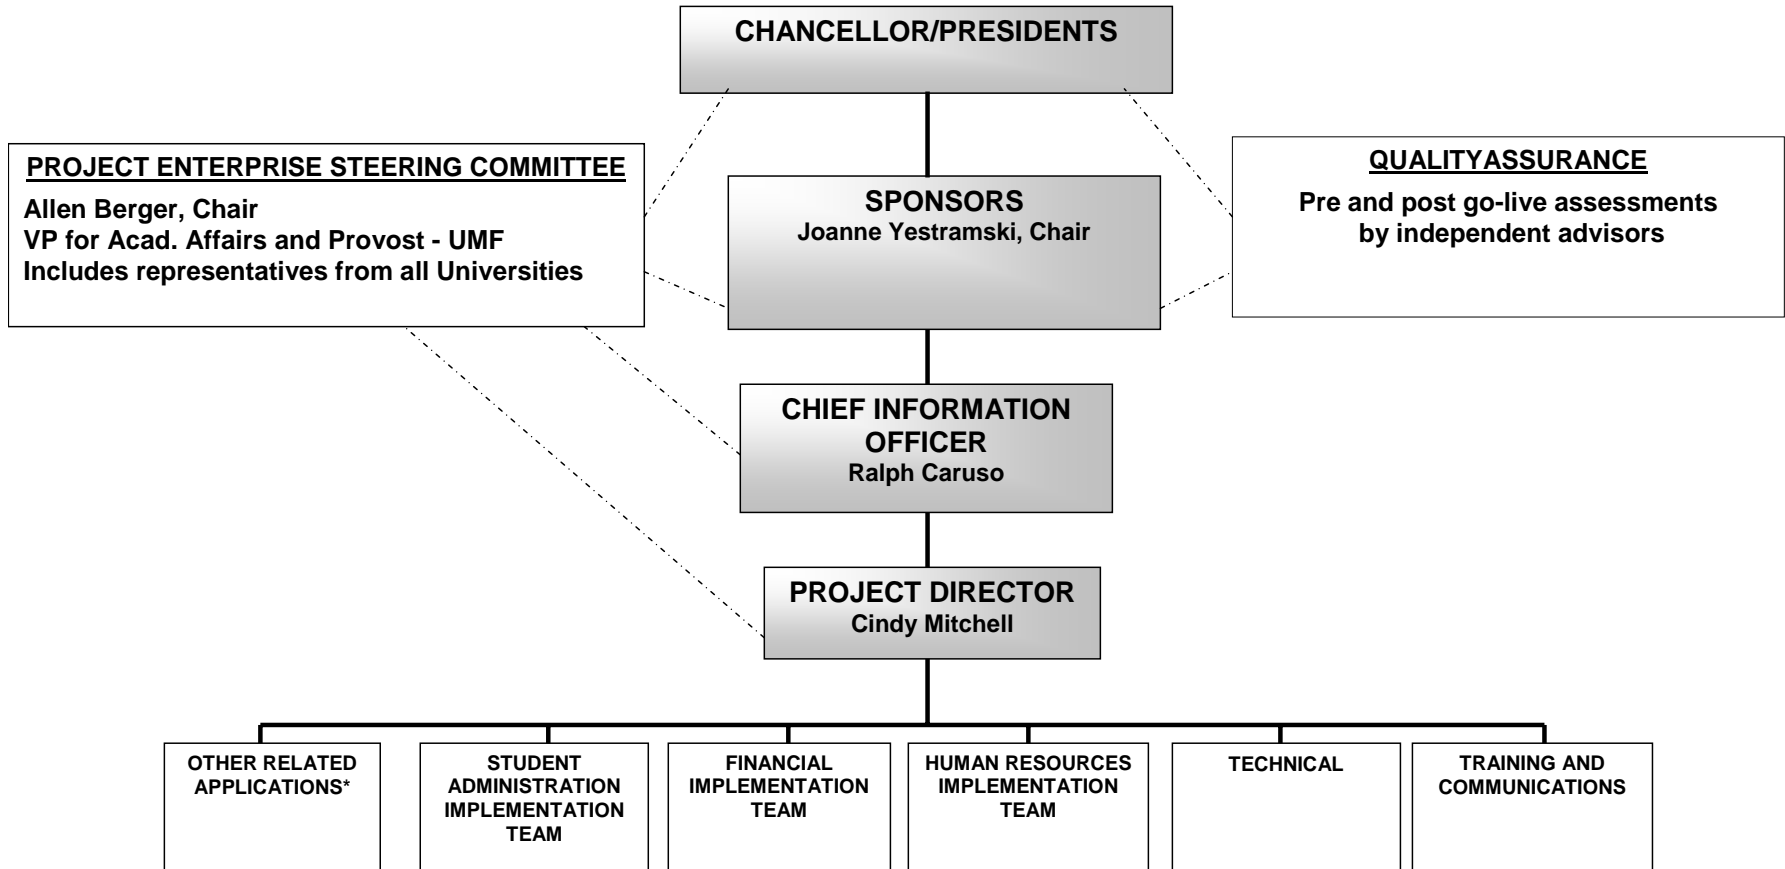 CHANCELLOR/PRESIDENTS
PROJECT ENTERPRISE STEERING COMMITTEE
Allen Berger, Chair
VP for Acad. Affairs and Provost - UMF
Includes representatives from all Universities
SPONSORS
Joanne Yestramski, Chair
QUALITYASSURANCE
Pre and post go-live assessments
by independent advisors
CHIEF INFORMATION
OFFICER
Ralph Caruso
PROJECT DIRECTOR
Cindy Mitchell
OTHER RELATED
APPLICATIONS*
STUDENT
ADMINISTRATION
IMPLEMENTATION
TEAM
FINANCIAL
IMPLEMENTATION
TEAM
HUMAN RESOURCES
IMPLEMENTATION
TEAM
TECHNICAL
TRAINING AND
COMMUNICATIONS